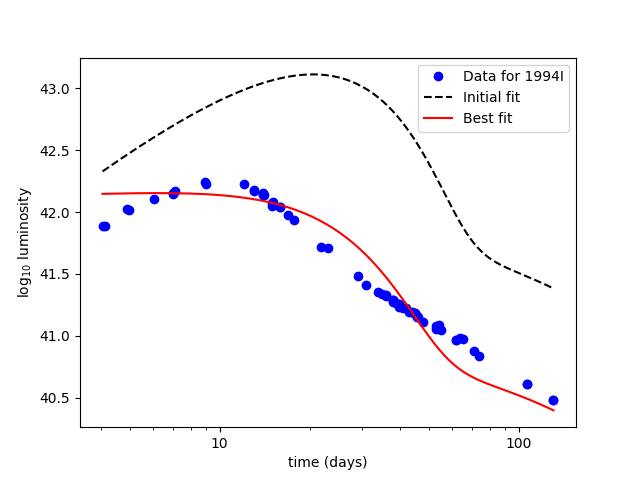 Data for 1994I
Initial fit
Best fit
43.0
42.5
42.0
41.5
41.0
40.5
log₁₀ luminosity
10
100
time (days)